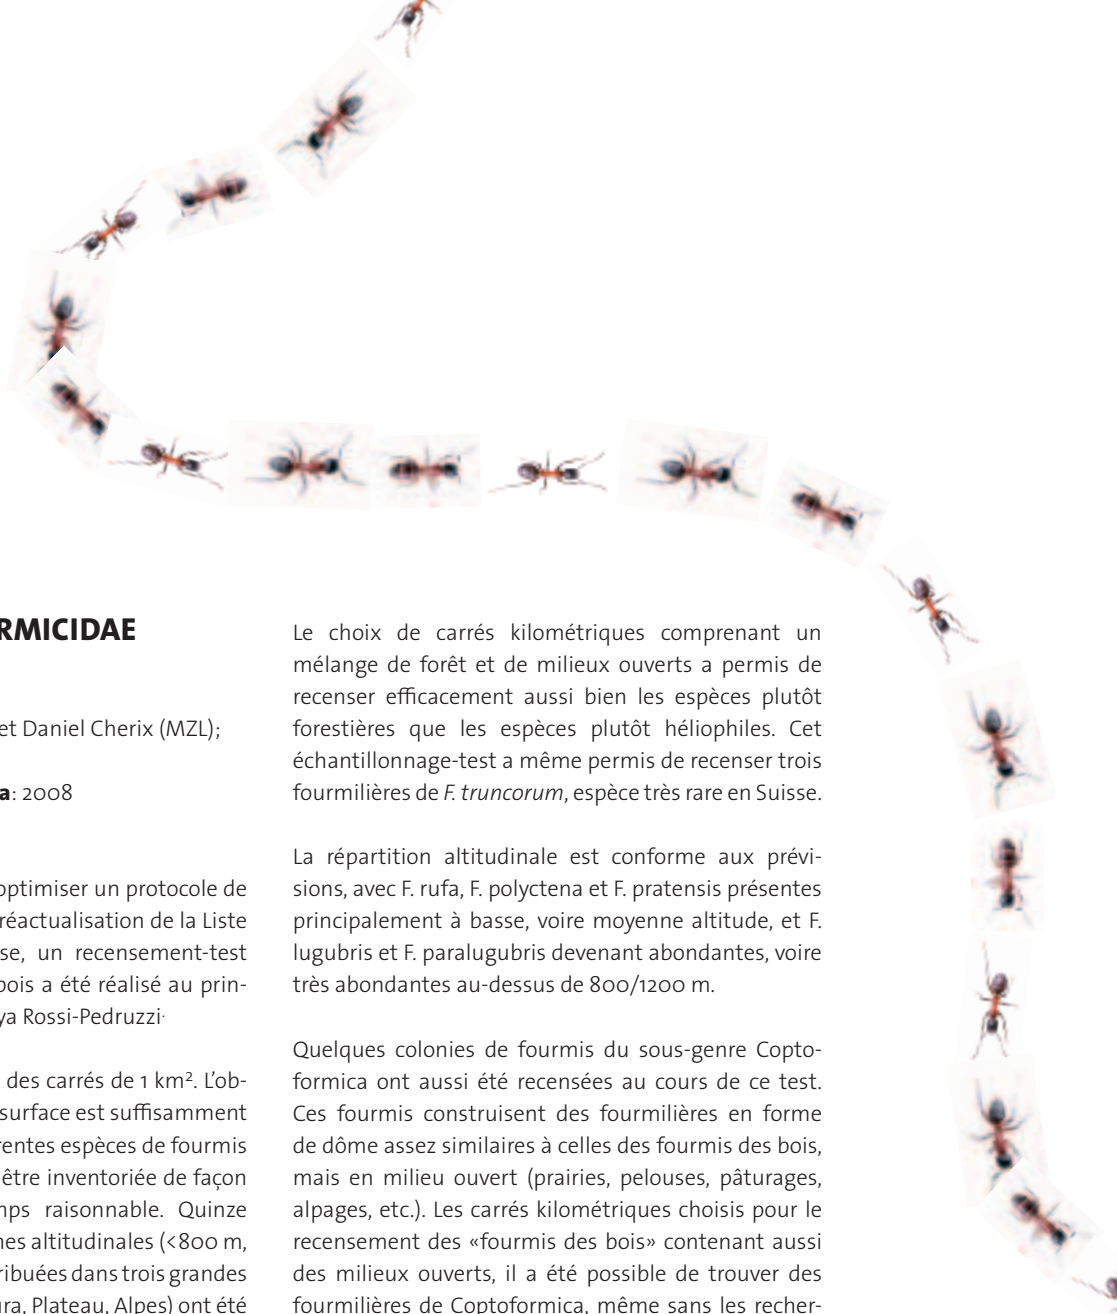 RMICIDAE
et Daniel Cherix (MZL);
a: 2008
optimiser un protocole de
réactualisation de la Liste
se, un recensement-test
bois a été réalisé au prin-
ya Rossi-Pedruzzi.
des carrés de 1 km². L’ob-
surface est suffisamment
rentes espèces de fourmis
être inventoriée de façon
mps raisonnable. Quinze
nes altitudinales (<800 m,
ribuées dans trois grandes
ura, Plateau, Alpes) ont été
Le choix de carrés kilométriques comprenant un
mélange de forêt et de milieux ouverts a permis de
recenser efficacement aussi bien les espèces plutôt
forestières que les espèces plutôt héliophiles. Cet
échantillonnage-test a même permis de recenser trois
fourmilières de F. truncorum, espèce très rare en Suisse.
La répartition altitudinale est conforme aux prévi-
sions, avec F. rufa, F. polyctena et F. pratensis présentes
principalement à basse, voire moyenne altitude, et F.
lugubris et F. paralugubris devenant abondantes, voire
très abondantes au-dessus de 800/1200 m.
Quelques colonies de fourmis du sous-genre Copto-
formica ont aussi été recensées au cours de ce test.
Ces fourmis construisent des fourmilières en forme
de dôme assez similaires à celles des fourmis des bois,
mais en milieu ouvert (prairies, pelouses, pâturages,
alpages, etc.). Les carrés kilométriques choisis pour le
recensement des «fourmis des bois» contenant aussi
des milieux ouverts, il a été possible de trouver des
fourmilières de Coptoformica, même sans les recher-